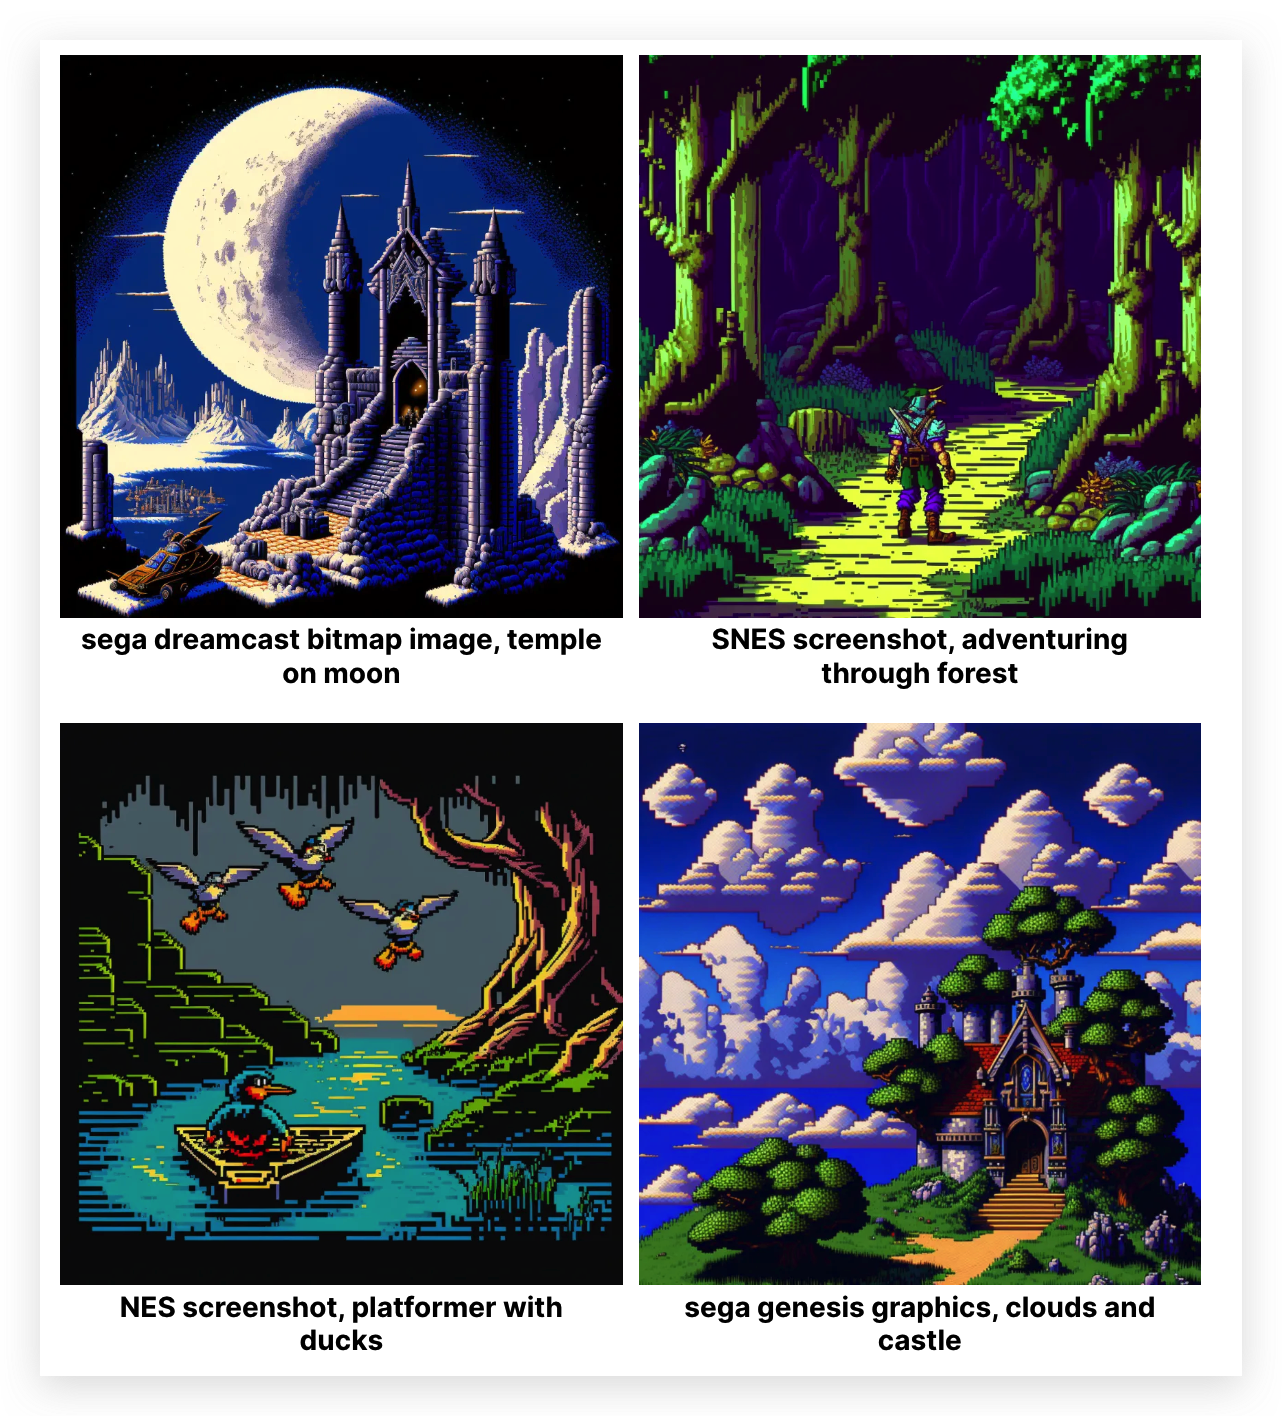 sega dreamcast bitmap image, temple
on moon
SNES screenshot, adventuring
through forest
NES screenshot, platformer with
ducks
sega genesis graphics, clouds and
castle